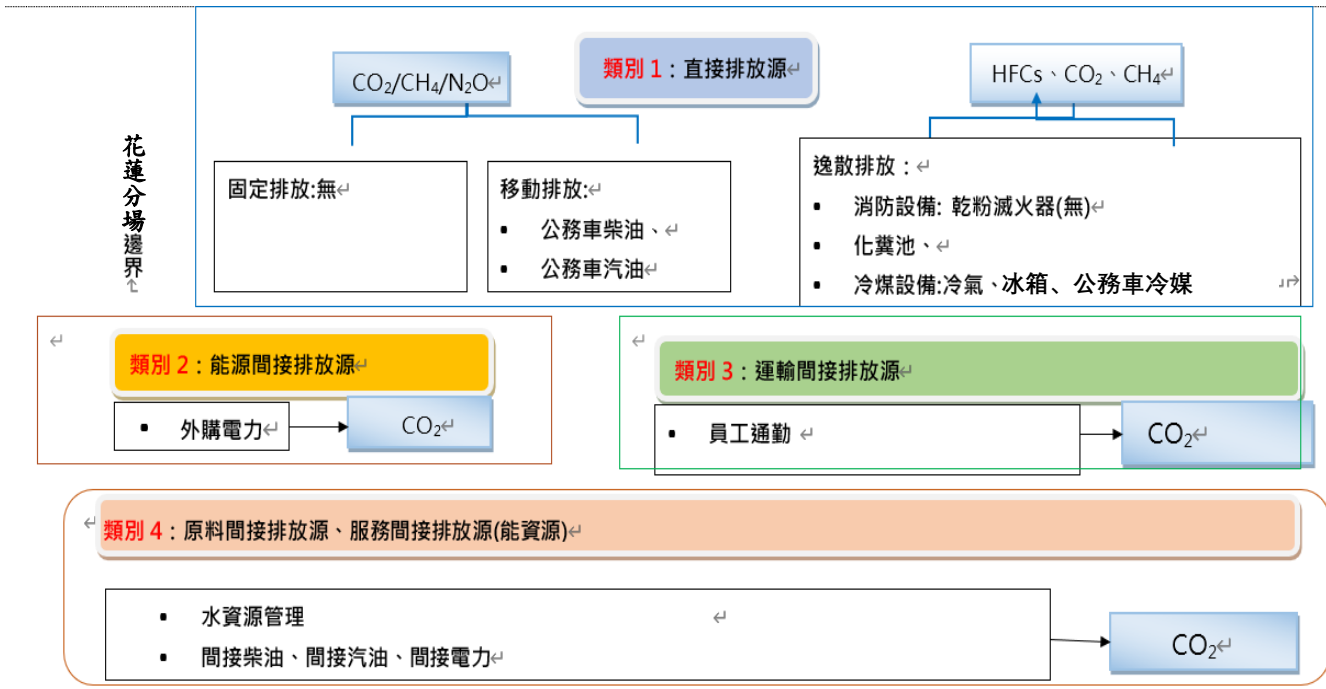 類別 1：直接排放源
CO₂/CH₄/N₂O
HFCs、CO₂、CH₄
花蓮分場邊界
固定排放:無
移動排放:
▪ 公務車柴油、
▪ 公務車汽油
逸散排放：
▪ 消防設備: 乾粉滅火器(無)
▪ 化糞池、
▪ 冷煤設備:冷氣、冰箱、公務車冷媒
類別 2：能源間接排放源
▪ 外購電力
CO₂
類別 3：運輸間接排放源
▪ 員工通勤
CO₂
類別 4：原料間接排放源、服務間接排放源(能資源)
▪ 水資源管理
▪ 間接柴油、間接汽油、間接電力
CO₂